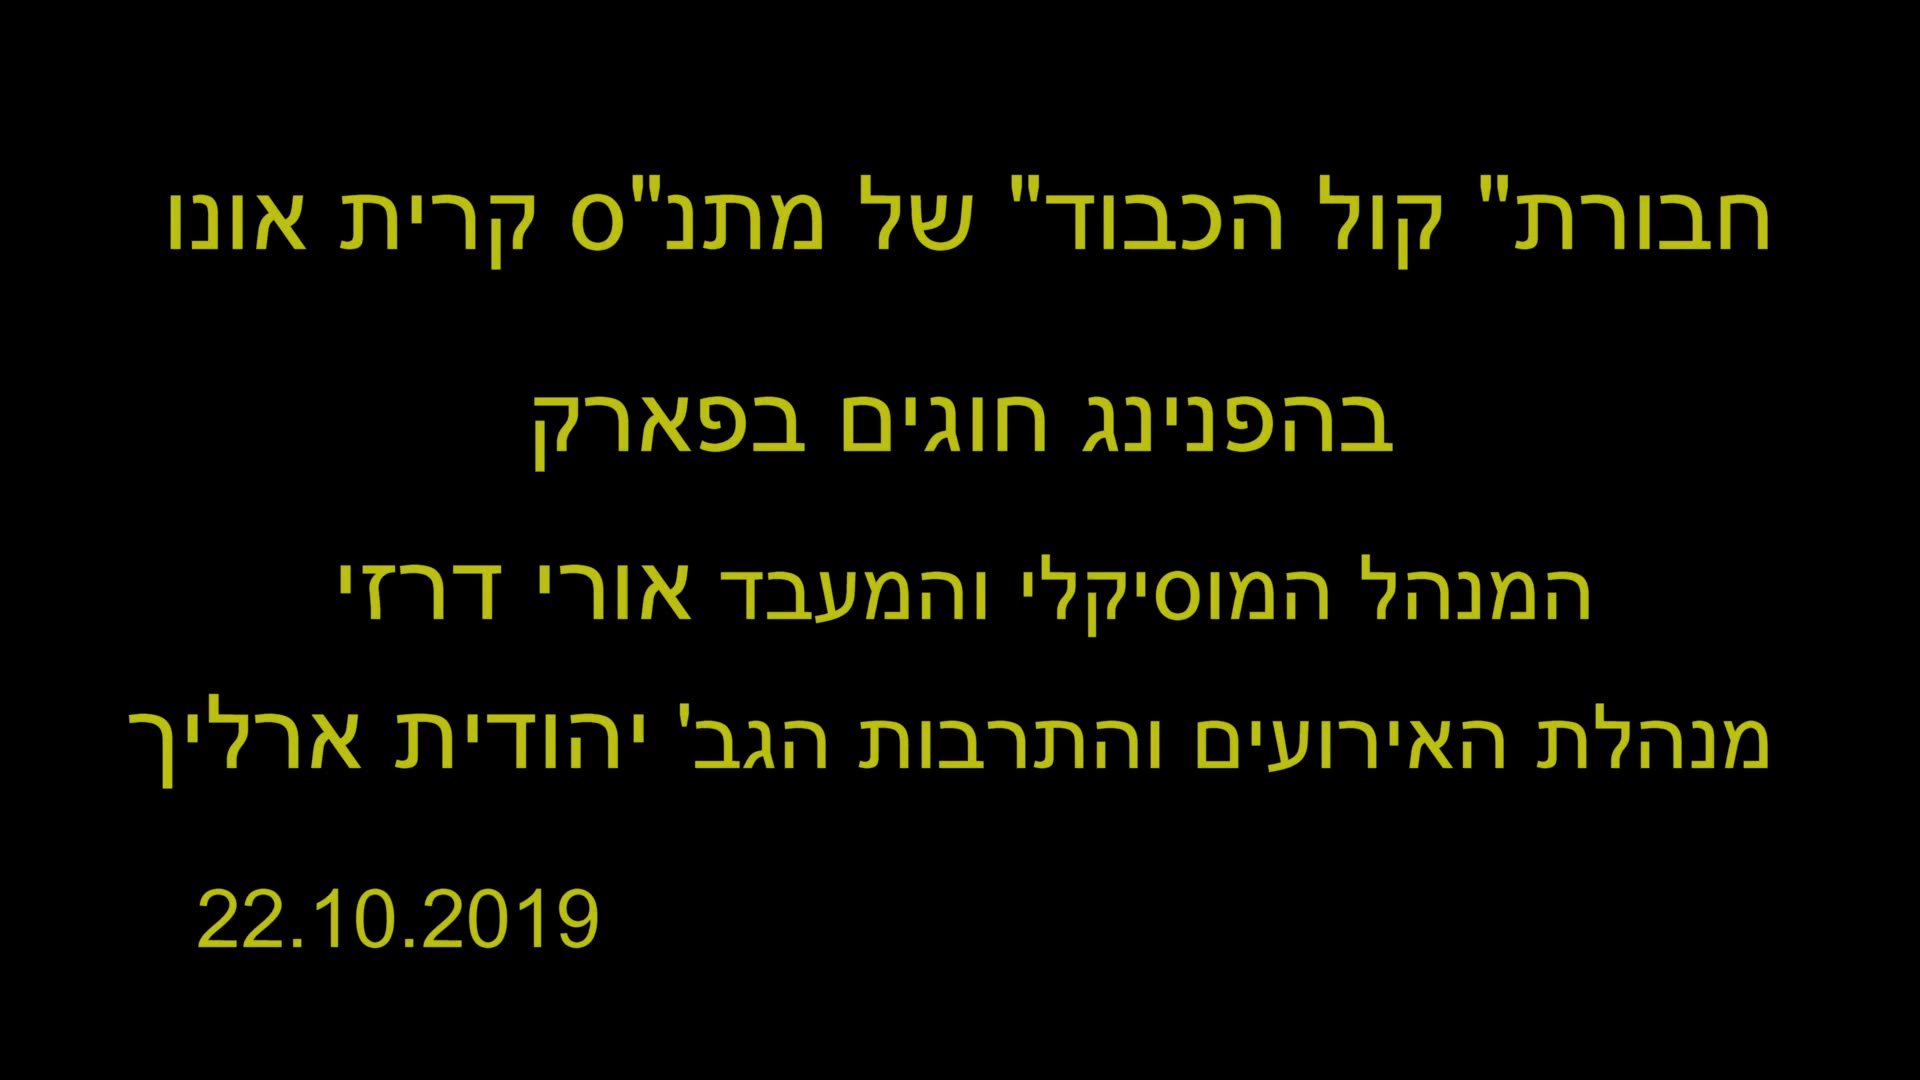 חבורת" קול הכבוד" של מתנ"ס קרית אונו
בהפנינג חוגים בפארק
המנהל המוסיקלי והמעבד אורי דרזי
מנהלת האירועים והתרבות הגב' יהודית ארליך
22.10.2019